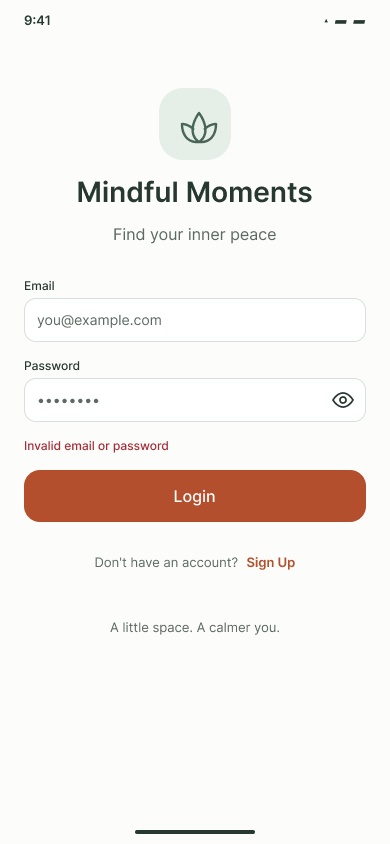 9:41
Mindful Moments
Find your inner peace
Email
you@example.com
Password
••••••••
Invalid email or password
Login
Don't have an account? Sign Up
A little space. A calmer you.